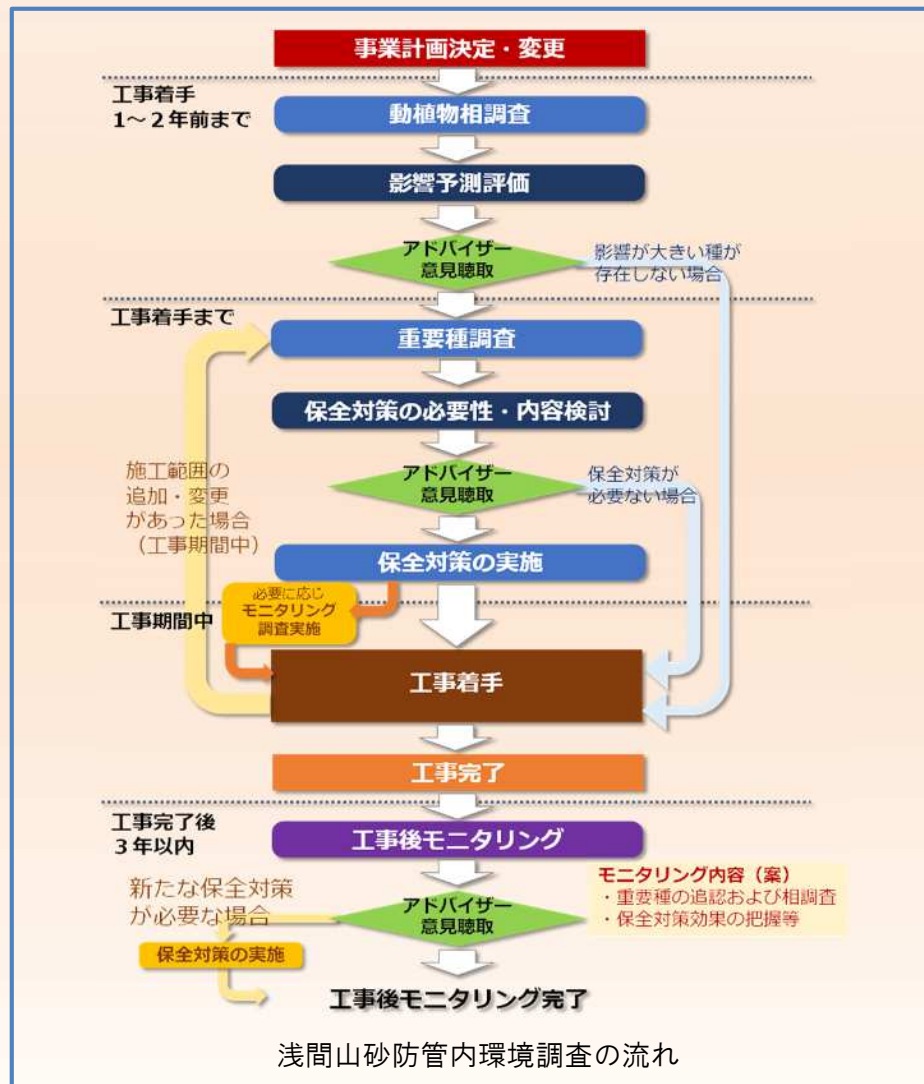 事業計画決定・変更
工事着手
1～2年前まで
動植物相調査
影響予測評価
アドバイザー
意見聴取
影響が大きい種が
存在しない場合
工事着手まで
重要種調査
保全対策の必要性・内容検討
施工範囲の
追加・変更
があった場合
（工事期間中）
アドバイザー
意見聴取
保全対策が
必要ない場合
保全対策の実施
必要に応じ
モニタリング
調査実施
工事期間中
工事着手
工事完了
工事完了後
3年以内
工事後モニタリング
新たな保全対策
が必要な場合
アドバイザー
意見聴取
モニタリング内容（案）
・重要種の追認および相調査
・保全対策効果の把握等
保全対策の実施
工事後モニタリング完了
浅間山砂防管内環境調査の流れ